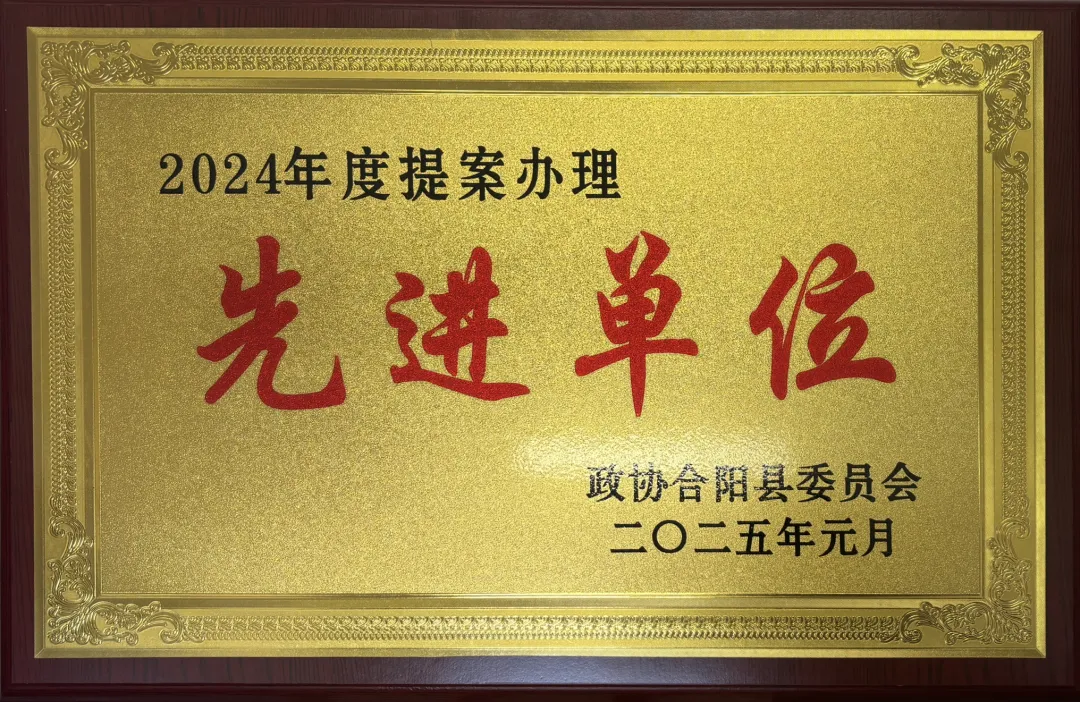 2024年度提案办理
先进单位
政协合阳县委员会
二〇二五年元月